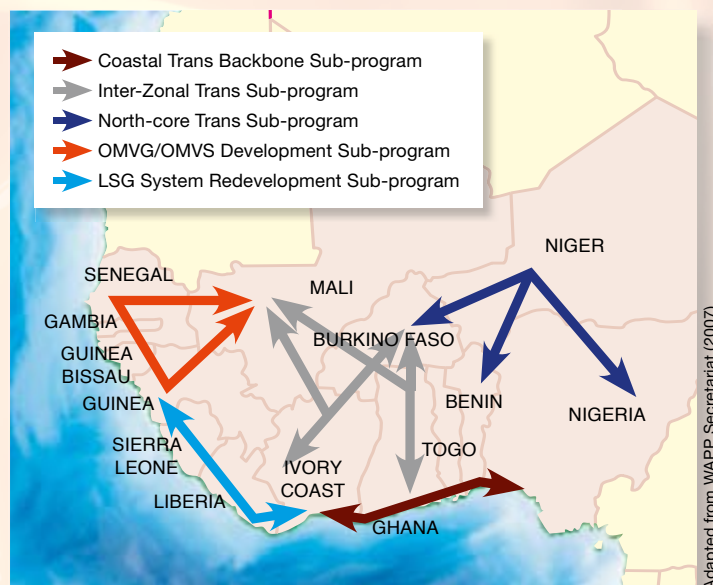 Coastal Trans Backbone Sub-program
Inter-Zonal Trans Sub-program
North-core Trans Sub-program
OMVG/OMVS Development Sub-program
LSG System Redevelopment Sub-program
NIGER
SENEGAL
MALI
GAMBIA
BURKINO FASO
GUINEA
BISSAU
GUINEA
BENIN
NIGERIA
SIERRA
LEONE
TOGO
IVORY
COAST
LIBERIA
GHANA
Adapted from WAPP Secretariat (2007)